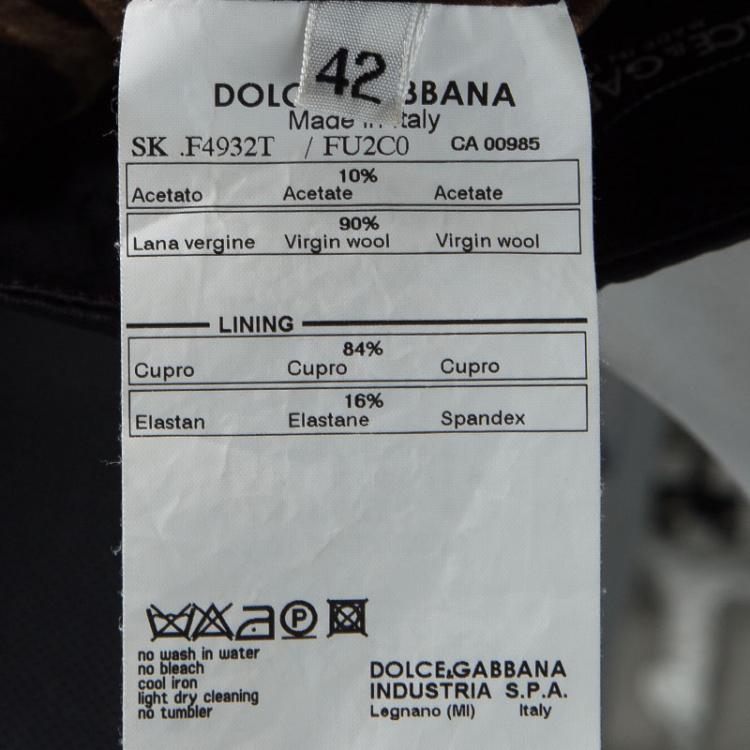 42
DOLC BBANA
Made in Italy
SK .F4932T / FU2C0 CA 00985
10%
Acetato Acetate Acetate
90%
Lana vergine Virgin wool Virgin wool
LINING
84%
Cupro Cupro Cupro
16%
Elastan Elastane Spandex
P
no wash in water
no bleach
cool iron
light dry cleaning
no tumbler
DOLCE&GABBANA
INDUSTRIA S.P.A.
Legnano (MI) Italy